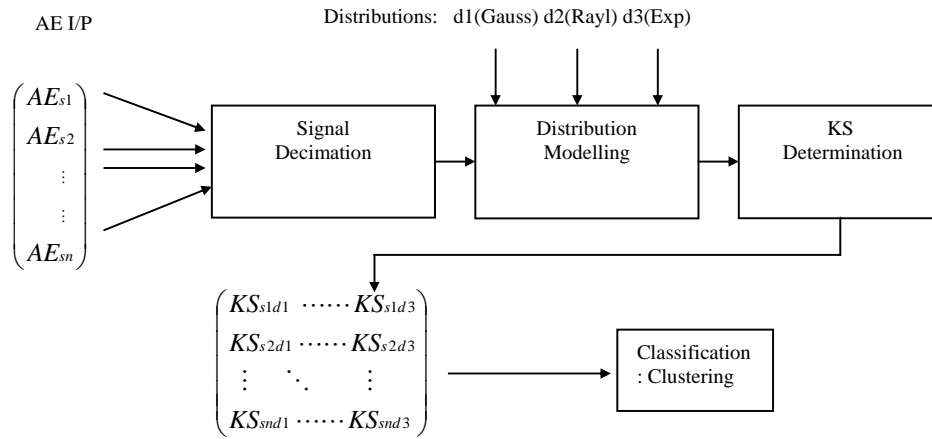 Distributions: d1(Gauss) d2(Rayl) d3(Exp)
AE I/P
AEs1
AEs2
⋮
⋮
AEsn
Signal
Decimation
Distribution
Modelling
KS
Determination
KSs1d1 ⋯⋯ KSs1d3
KSs2d1 ⋯⋯ KSs2d3
⋮ ⋱ ⋮
KSsnd1 ⋯⋯ KSsnd3
Classification
: Clustering